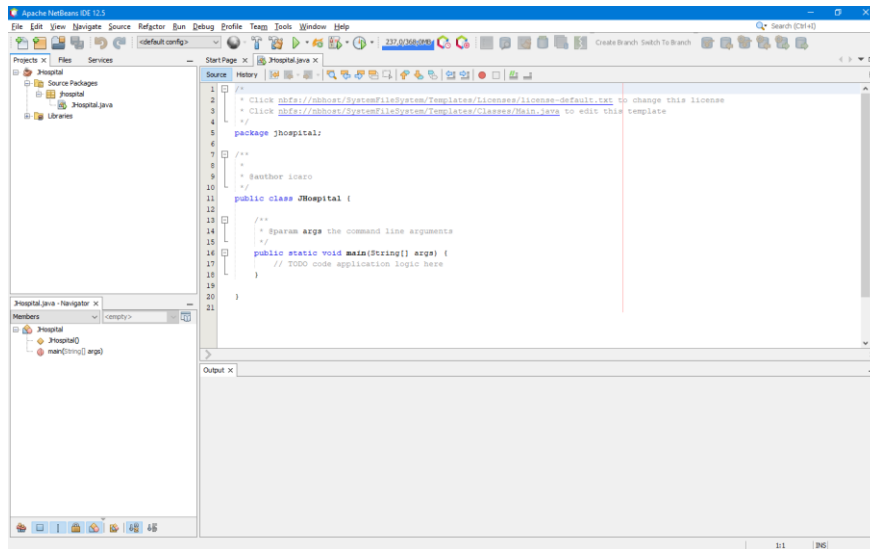 Apache NetBeans IDE 12.5
File Edit View Navigate Source Refactor Run Debug Profile Team Tools Window Help
Search (Ctrl+I)
<default config>
Create Branch Switch To Branch
Projects Files Services
JHospital
Source Packages
jhospital
JHospital.java
Libraries
Start Page JHospital.java
Source History
1 /*
2 * Click nbfs://nbhost/SystemFileSystem/Templates/Licenses/license-default.txt to change this license
3 * Click nbfs://nbhost/SystemFileSystem/Templates/Classes/Main.java to edit this template
4 */
5 package jhospital;
6
7 /**
8 *
9 * @author icaro
10 */
11 public class JHospital {
12
13 /**
14 * @param args the command line arguments
15 */
16 public static void main(String[] args) {
17 // TODO code application logic here
18 }
19
20 }
21
JHospital.java - Navigator
Members <empty>
JHospital
JHospital()
main(String[] args)
Output
1:1 INS